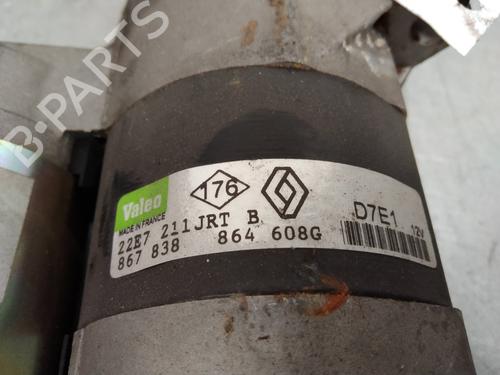 B-PARTS
Valeo
MADE IN FRANCE
176
22E7 211JRT B
867 838 864 608G
D7E1
12V